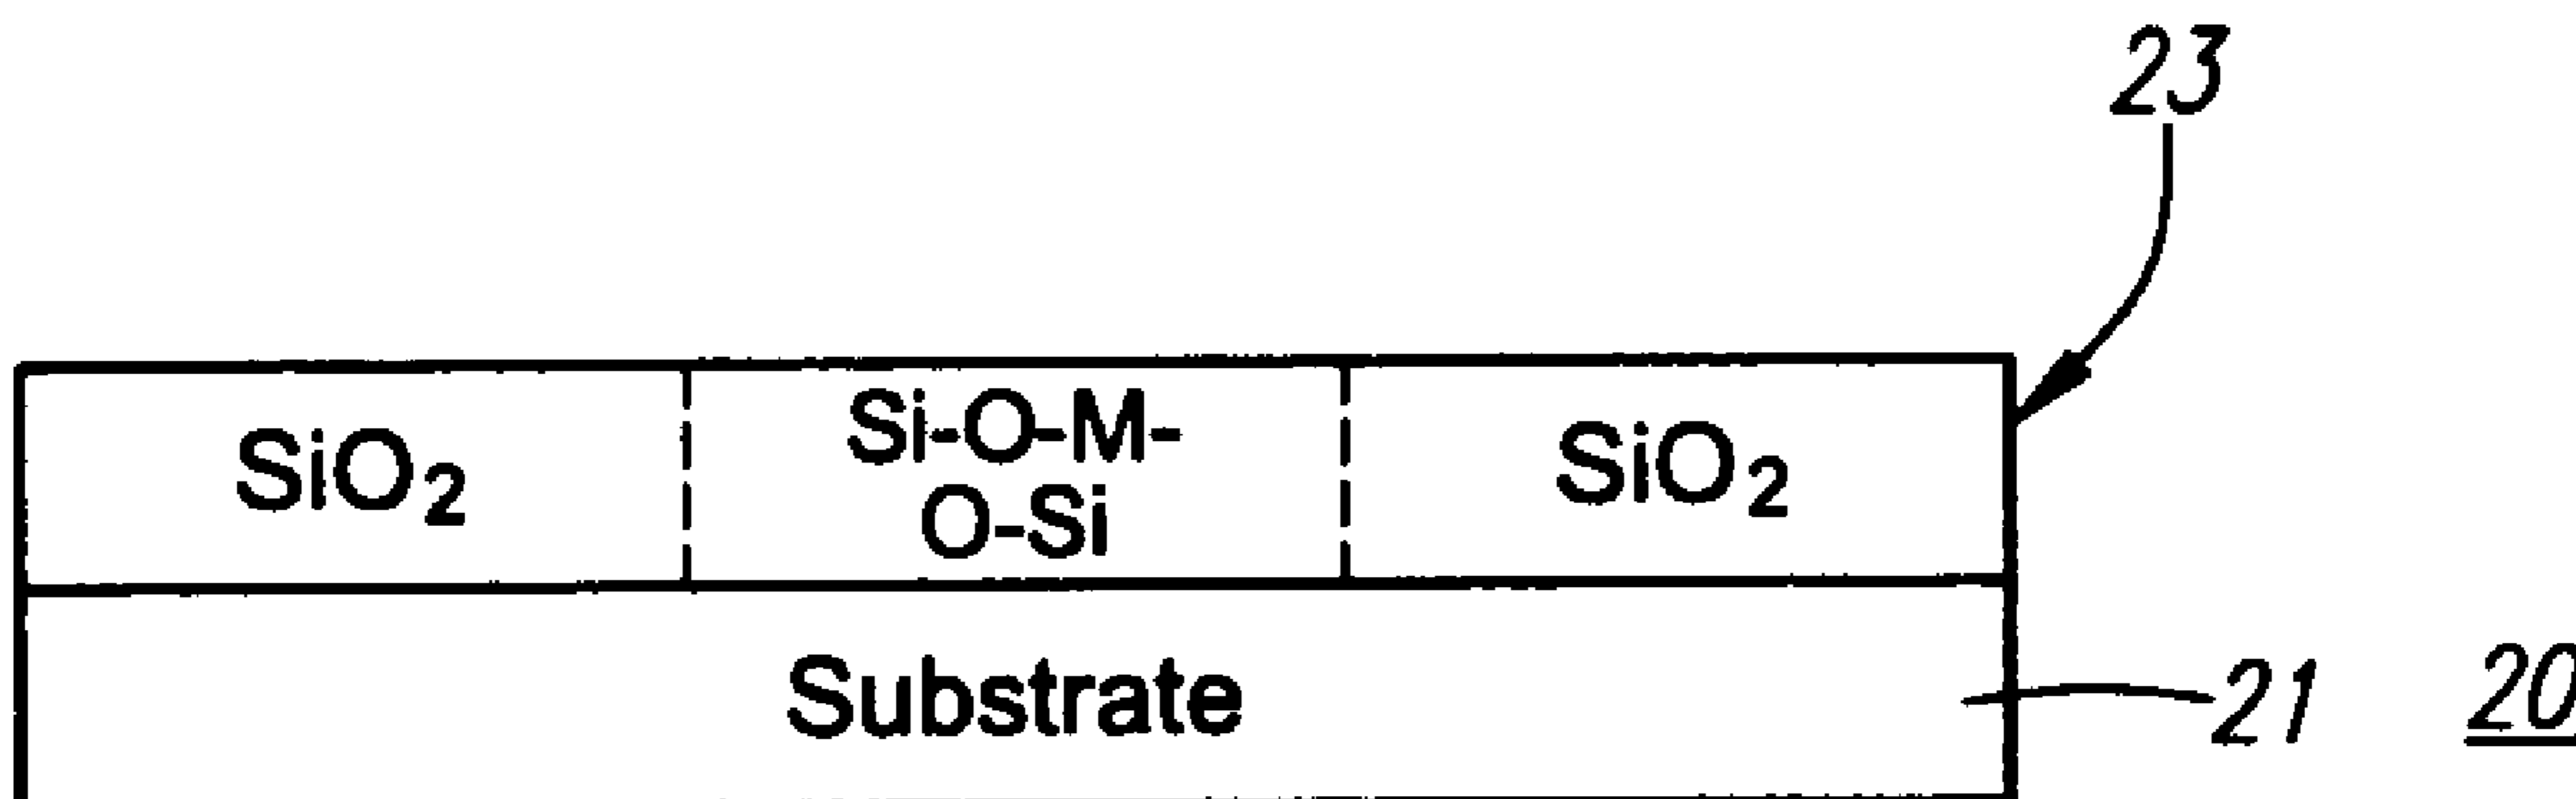 23
SiO₂
Si-O-M-
O-Si
SiO₂
Substrate
21
20